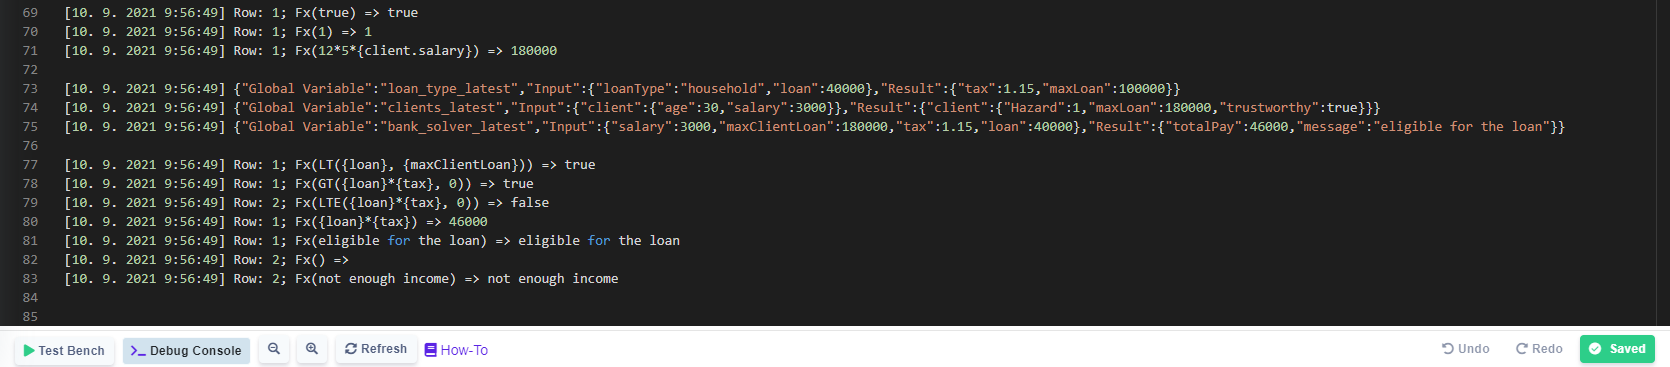 69 [10. 9. 2021 9:56:49] Row: 1; Fx(true) => true
70 [10. 9. 2021 9:56:49] Row: 1; Fx(1) => 1
71 [10. 9. 2021 9:56:49] Row: 1; Fx(12*5*{client.salary}) => 180000
72
73 [10. 9. 2021 9:56:49] {"Global Variable":"loan_type_latest","Input":{"loanType":"household","loan":40000},"Result":{"tax":1.15,"maxLoan":100000}}
74 [10. 9. 2021 9:56:49] {"Global Variable":"clients_latest","Input":{"client":{"age":30,"salary":3000}},"Result":{"client":{"Hazard":1,"maxLoan":180000,"trustworthy":true}}}
75 [10. 9. 2021 9:56:49] {"Global Variable":"bank_solver_latest","Input":{"salary":3000,"maxClientLoan":180000,"tax":1.15,"loan":40000},"Result":{"totalPay":46000,"message":"eligible for the loan"}}
76
77 [10. 9. 2021 9:56:49] Row: 1; Fx(LT({loan}, {maxClientLoan})) => true
78 [10. 9. 2021 9:56:49] Row: 1; Fx(GT({loan}*{tax}, 0)) => true
79 [10. 9. 2021 9:56:49] Row: 2; Fx(LTE({loan}*{tax}, 0)) => false
80 [10. 9. 2021 9:56:49] Row: 1; Fx({loan}*{tax}) => 46000
81 [10. 9. 2021 9:56:49] Row: 1; Fx(eligible for the loan) => eligible for the loan
82 [10. 9. 2021 9:56:49] Row: 2; Fx() =>
83 [10. 9. 2021 9:56:49] Row: 2; Fx(not enough income) => not enough income
84
85
Test Bench Debug Console Refresh How-To Undo Redo Saved